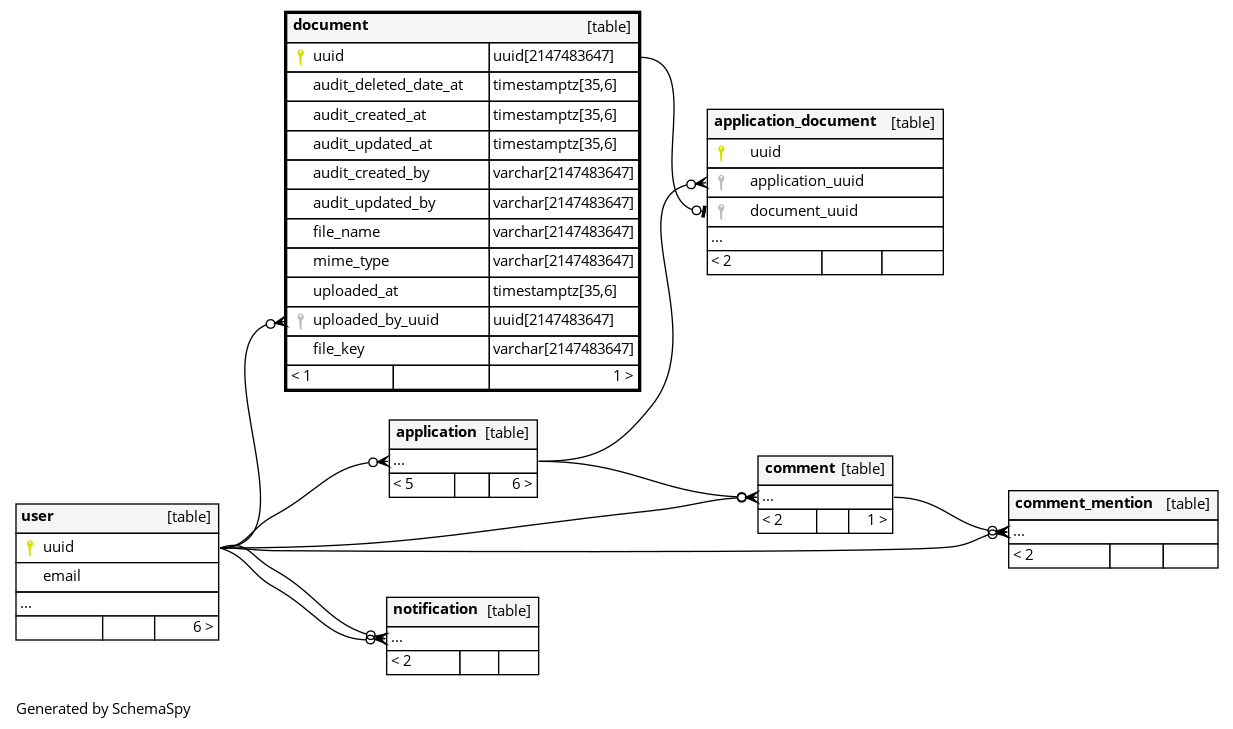 document [table]
uuid uuid[2147483647]
audit_deleted_date_at timestamptz[35,6]
audit_created_at timestamptz[35,6]
audit_updated_at timestamptz[35,6]
audit_created_by varchar[2147483647]
audit_updated_by varchar[2147483647]
file_name varchar[2147483647]
mime_type varchar[2147483647]
uploaded_at timestamptz[35,6]
uploaded_by_uuid uuid[2147483647]
file_key varchar[2147483647]
< 1 1 >
application_document [table]
uuid
application_uuid
document_uuid
...
< 2
application [table]
...
< 5 6 >
comment [table]
...
< 2 1 >
comment_mention [table]
...
< 2
user [table]
uuid
email
...
6 >
notification [table]
...
< 2
Generated by SchemaSpy